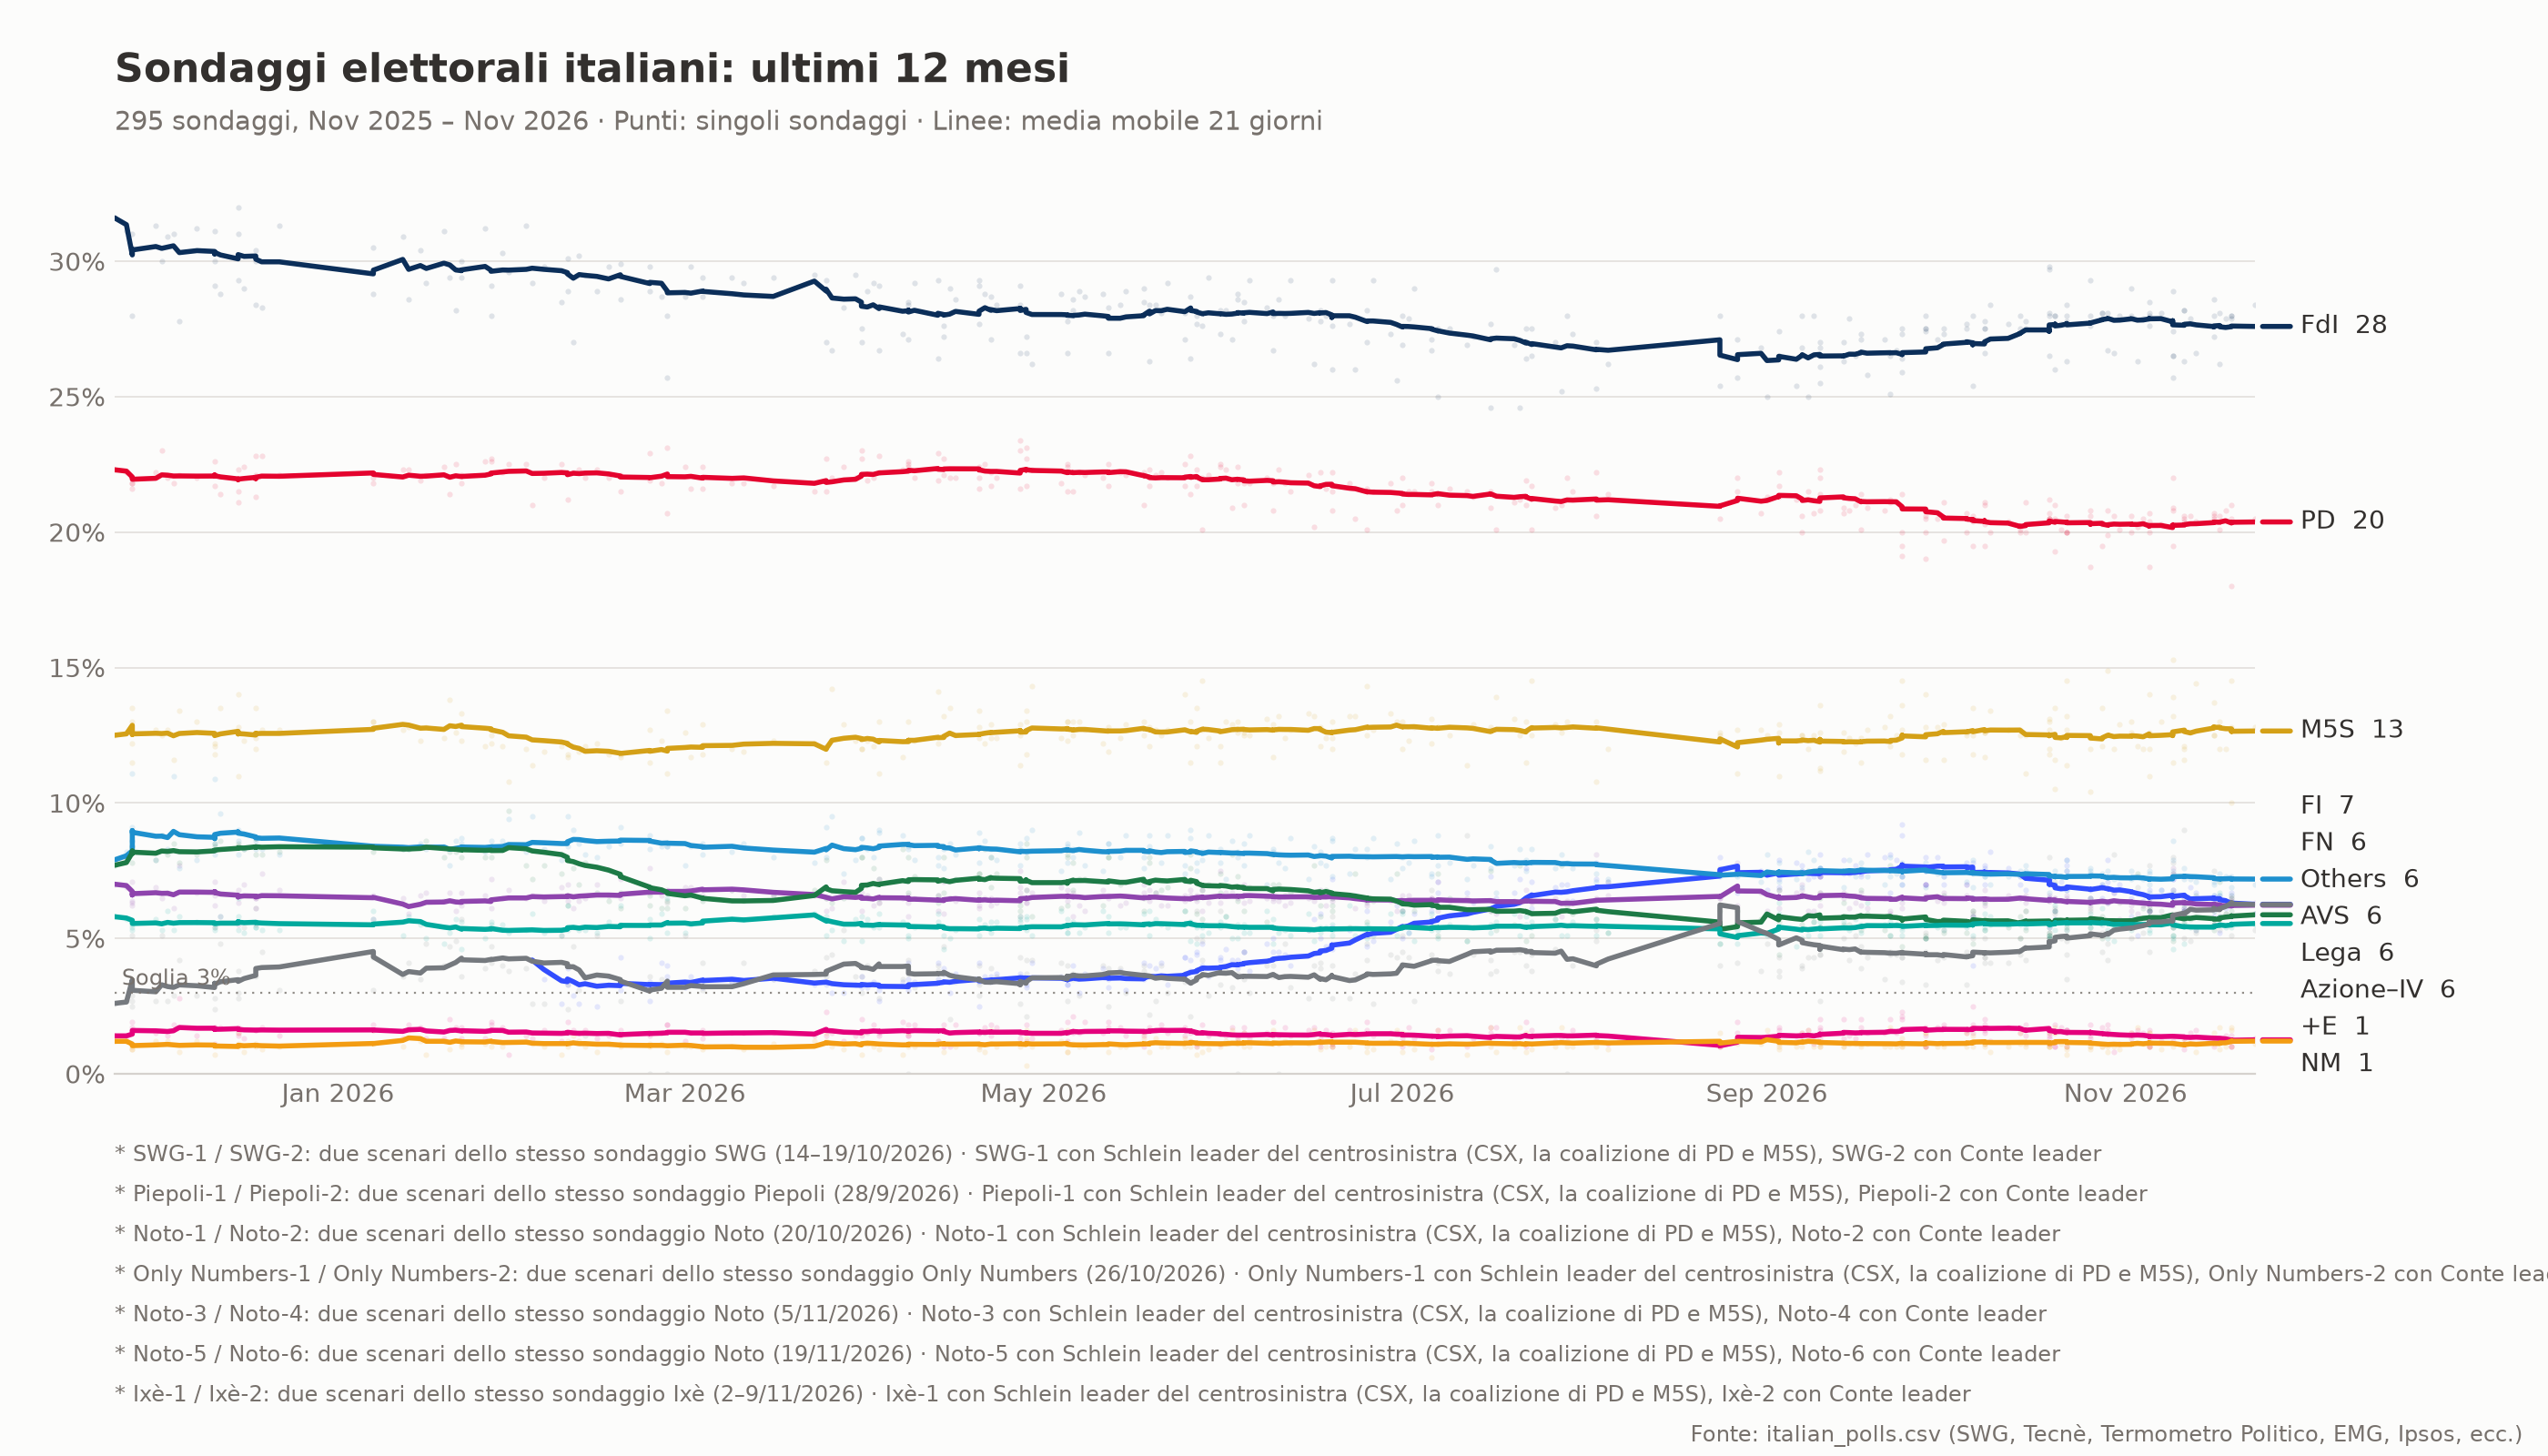 Sondaggi elettorali italiani: ultimi 12 mesi
295 sondaggi, Nov 2025 – Nov 2026 · Punti: singoli sondaggi · Linee: media mobile 21 giorni
30%
25%
20%
15%
10%
5%
0%
Soglia 3%
FdI 28
PD 20
M5S 13
FI 7
FN 6
Others 6
AVS 6
Lega 6
Azione–IV 6
+E 1
NM 1
Jan 2026
Mar 2026
May 2026
Jul 2026
Sep 2026
Nov 2026
* SWG-1 / SWG-2: due scenari dello stesso sondaggio SWG (14–19/10/2026) · SWG-1 con Schlein leader del centrosinistra (CSX, la coalizione di PD e M5S), SWG-2 con Conte leader
* Piepoli-1 / Piepoli-2: due scenari dello stesso sondaggio Piepoli (28/9/2026) · Piepoli-1 con Schlein leader del centrosinistra (CSX, la coalizione di PD e M5S), Piepoli-2 con Conte leader
* Noto-1 / Noto-2: due scenari dello stesso sondaggio Noto (20/10/2026) · Noto-1 con Schlein leader del centrosinistra (CSX, la coalizione di PD e M5S), Noto-2 con Conte leader
* Only Numbers-1 / Only Numbers-2: due scenari dello stesso sondaggio Only Numbers (26/10/2026) · Only Numbers-1 con Schlein leader del centrosinistra (CSX, la coalizione di PD e M5S), Only Numbers-2 con Conte lea
* Noto-3 / Noto-4: due scenari dello stesso sondaggio Noto (5/11/2026) · Noto-3 con Schlein leader del centrosinistra (CSX, la coalizione di PD e M5S), Noto-4 con Conte leader
* Noto-5 / Noto-6: due scenari dello stesso sondaggio Noto (19/11/2026) · Noto-5 con Schlein leader del centrosinistra (CSX, la coalizione di PD e M5S), Noto-6 con Conte leader
* Ixè-1 / Ixè-2: due scenari dello stesso sondaggio Ixè (2–9/11/2026) · Ixè-1 con Schlein leader del centrosinistra (CSX, la coalizione di PD e M5S), Ixè-2 con Conte leader
Fonte: italian_polls.csv (SWG, Tecnè, Termometro Politico, EMG, Ipsos, ecc.)